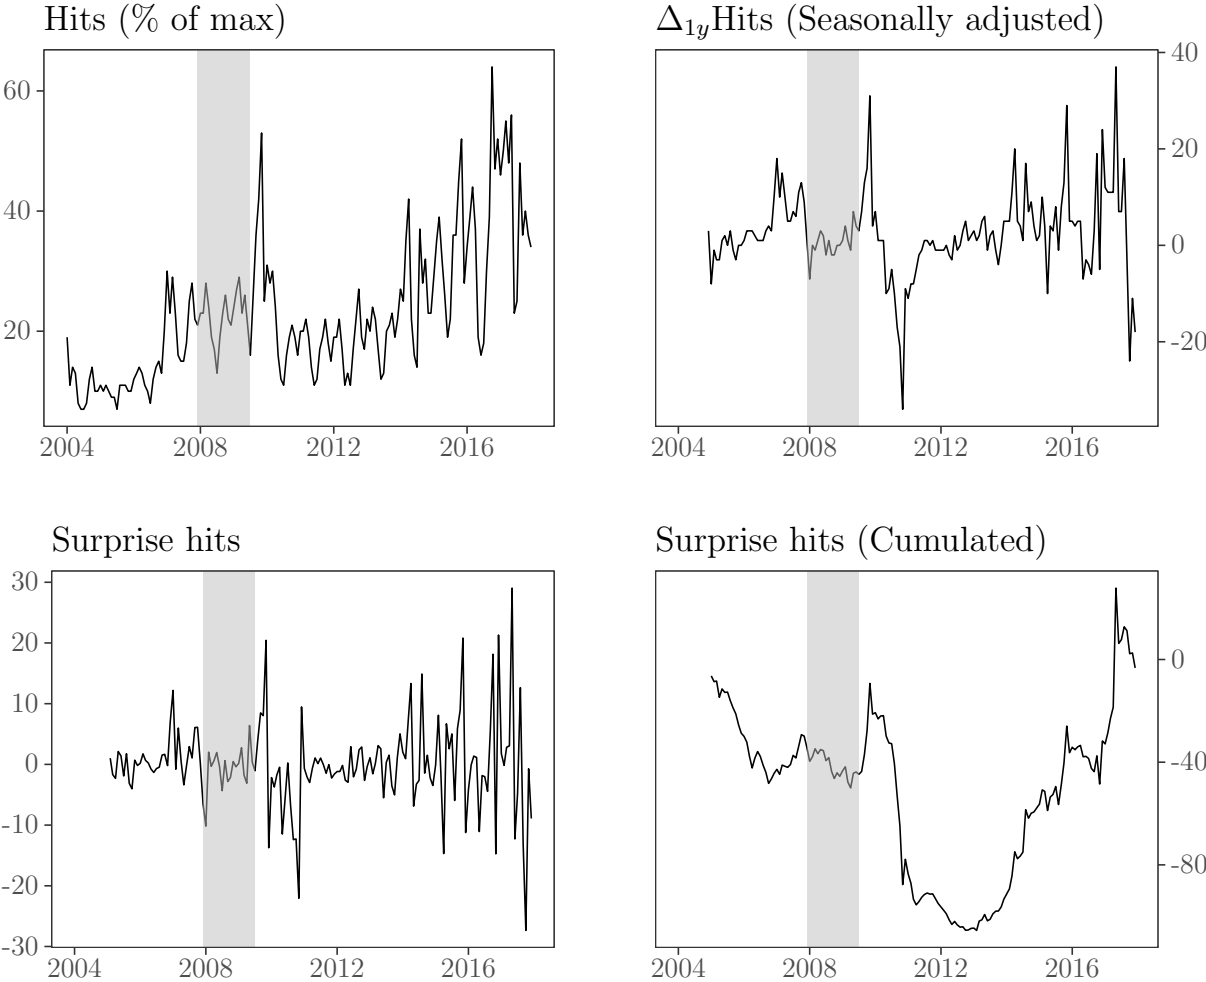 Hits (% of max)
60
40
20
2004 2008 2012 2016
Δ1yHits (Seasonally adjusted)
40
20
0
-20
2004 2008 2012 2016
Surprise hits
30
20
10
0
-10
-20
-30
2004 2008 2012 2016
Surprise hits (Cumulated)
0
-40
-80
2004 2008 2012 2016